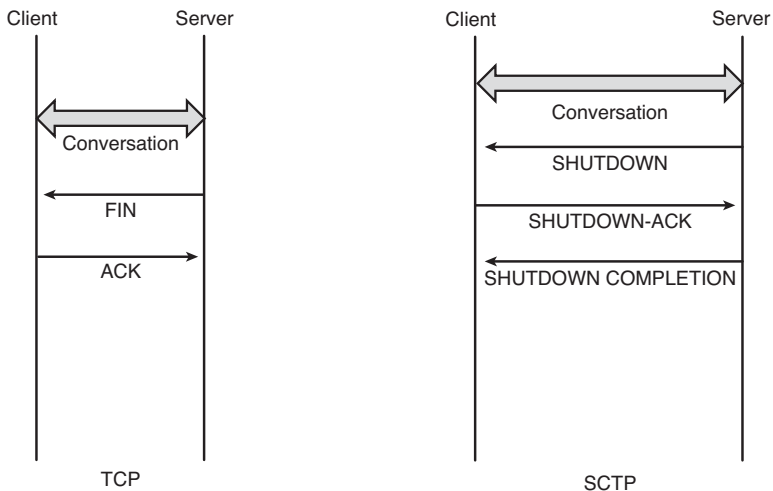 Client
Server
Conversation
FIN
ACK
TCP
Client
Server
Conversation
SHUTDOWN
SHUTDOWN-ACK
SHUTDOWN COMPLETION
SCTP